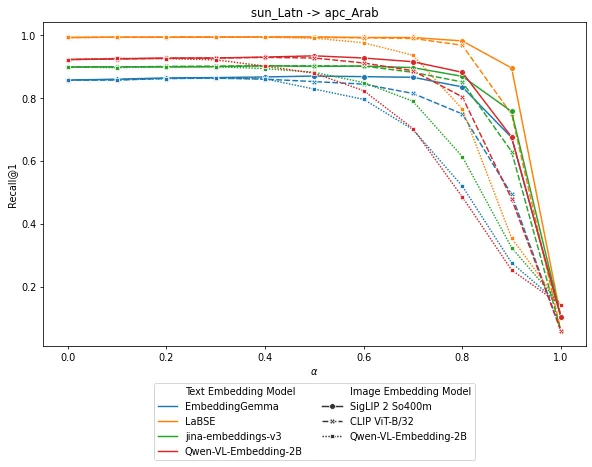 sun_Latn -> apc_Arab
1.0
0.8
0.6
0.4
0.2
Recall@1
0.0 0.2 0.4 0.6 0.8 1.0
α
Text Embedding Model Image Embedding Model
EmbeddingGemma SigLIP 2 So400m
LaBSE CLIP ViT-B/32
jina-embeddings-v3 Qwen-VL-Embedding-2B
Qwen-VL-Embedding-2B